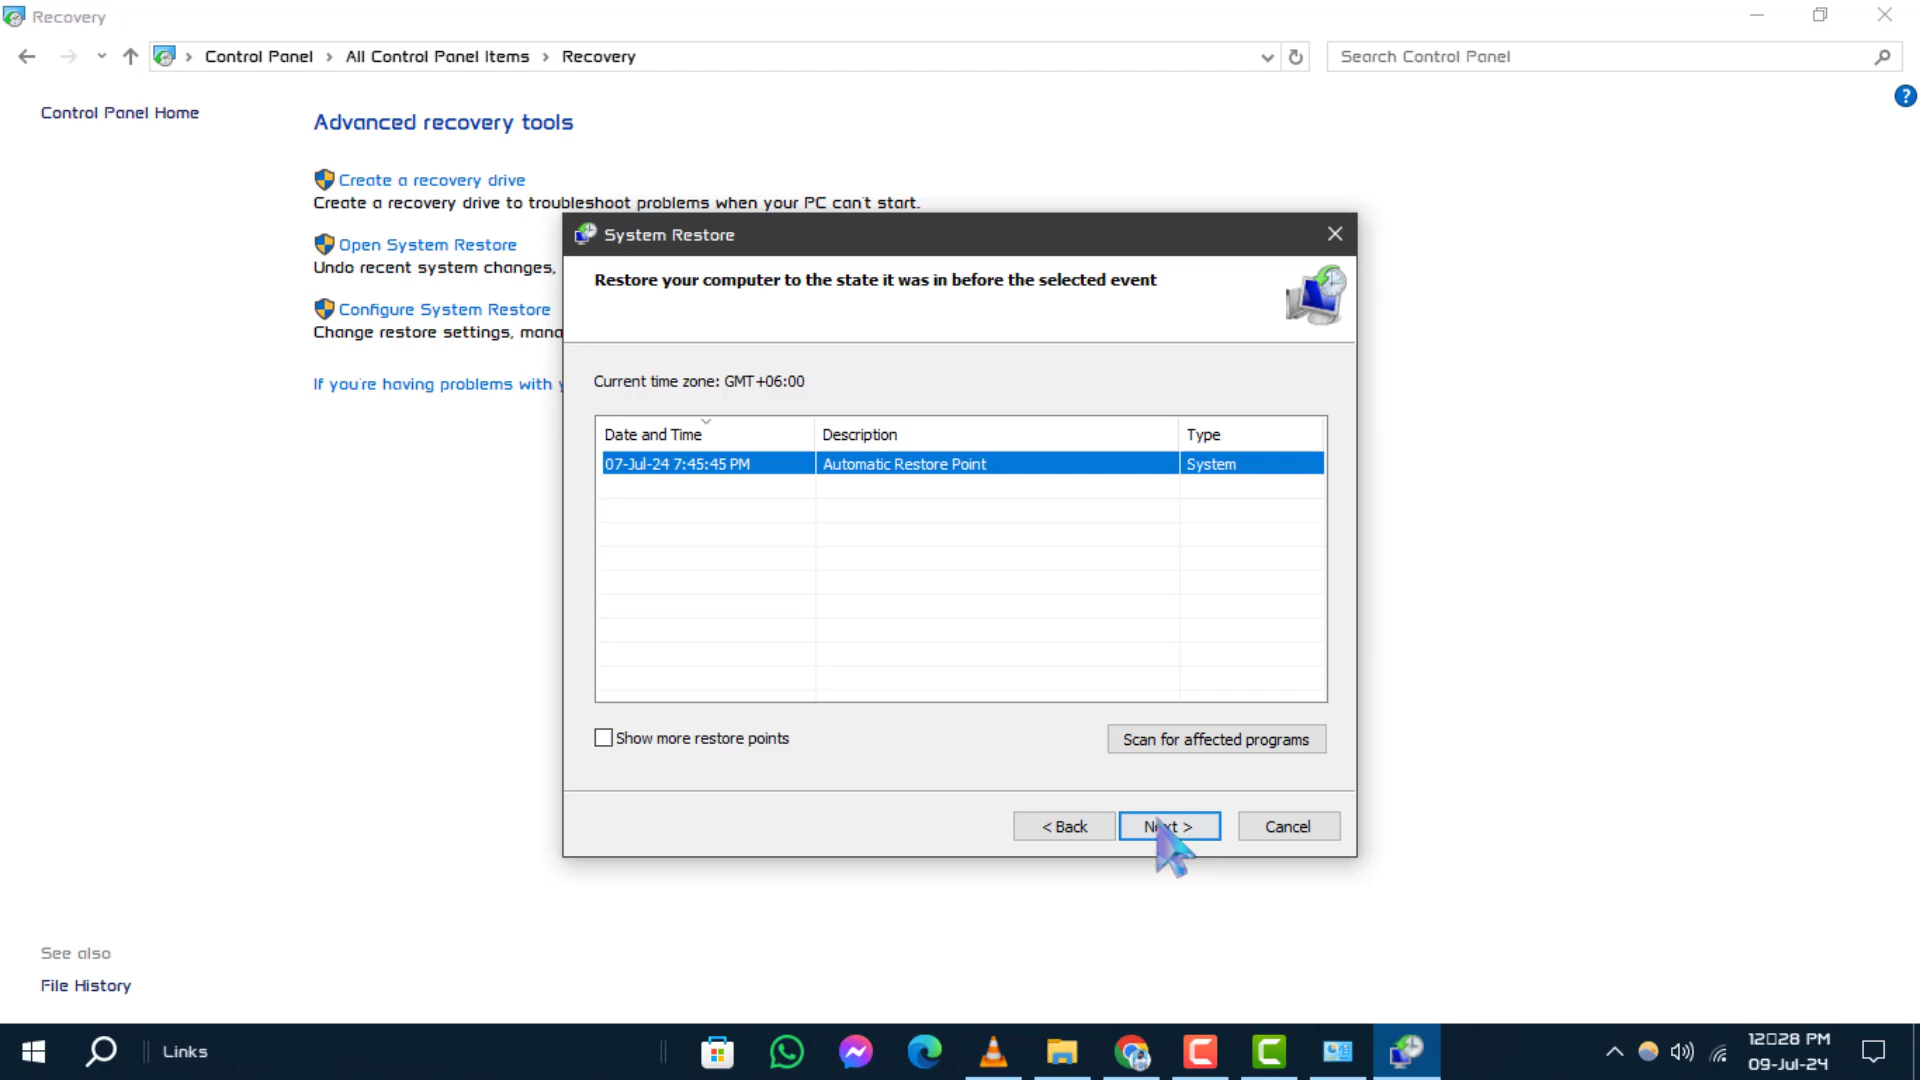 Recovery
Control Panel > All Control Panel Items > Recovery
Search Control Panel
Control Panel Home
Advanced recovery tools
Create a recovery drive
Create a recovery drive to troubleshoot problems when your PC can't start.
Open System Restore
Undo recent system changes,
Configure System Restore
Change restore settings, mana
If you're having problems with
System Restore
Restore your computer to the state it was in before the selected event
Current time zone: GMT+06:00
Date and Time Description Type
07-Jul-24 7:45:45 PM Automatic Restore Point System
Show more restore points
Scan for affected programs
< Back Next > Cancel
See also
File History
Links
12▯28 PM
09-Jul-24